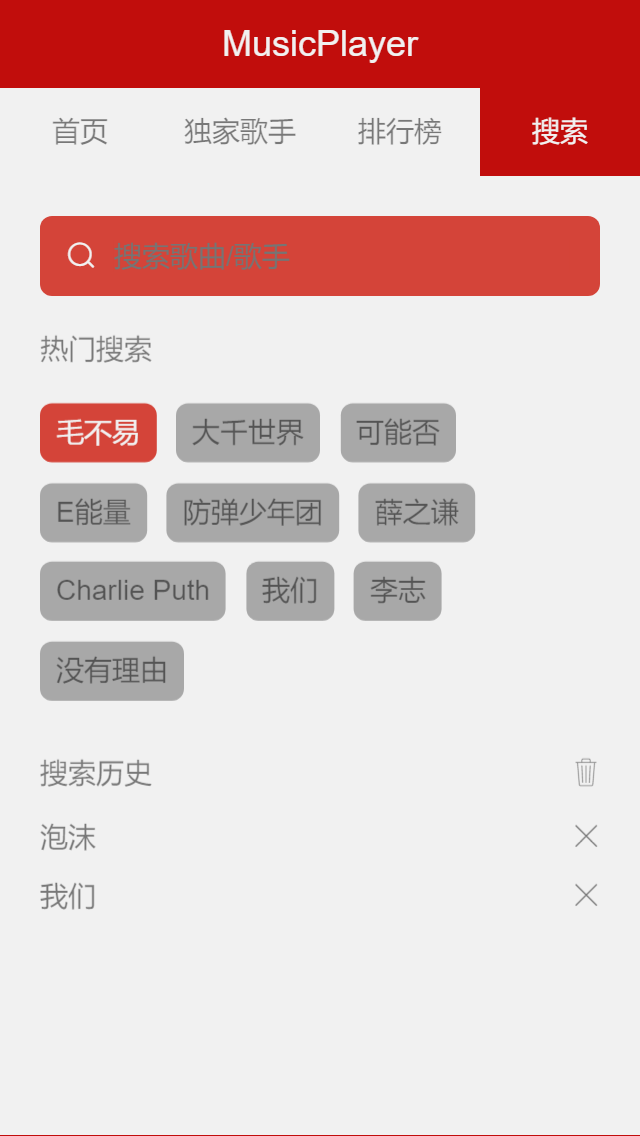 MusicPlayer
首页 独家歌手 排行榜 搜索
搜索歌曲/歌手
热门搜索
毛不易 大千世界 可能否
E能量 防弹少年团 薛之谦
Charlie Puth 我们 李志
没有理由
搜索历史
泡沫
我们